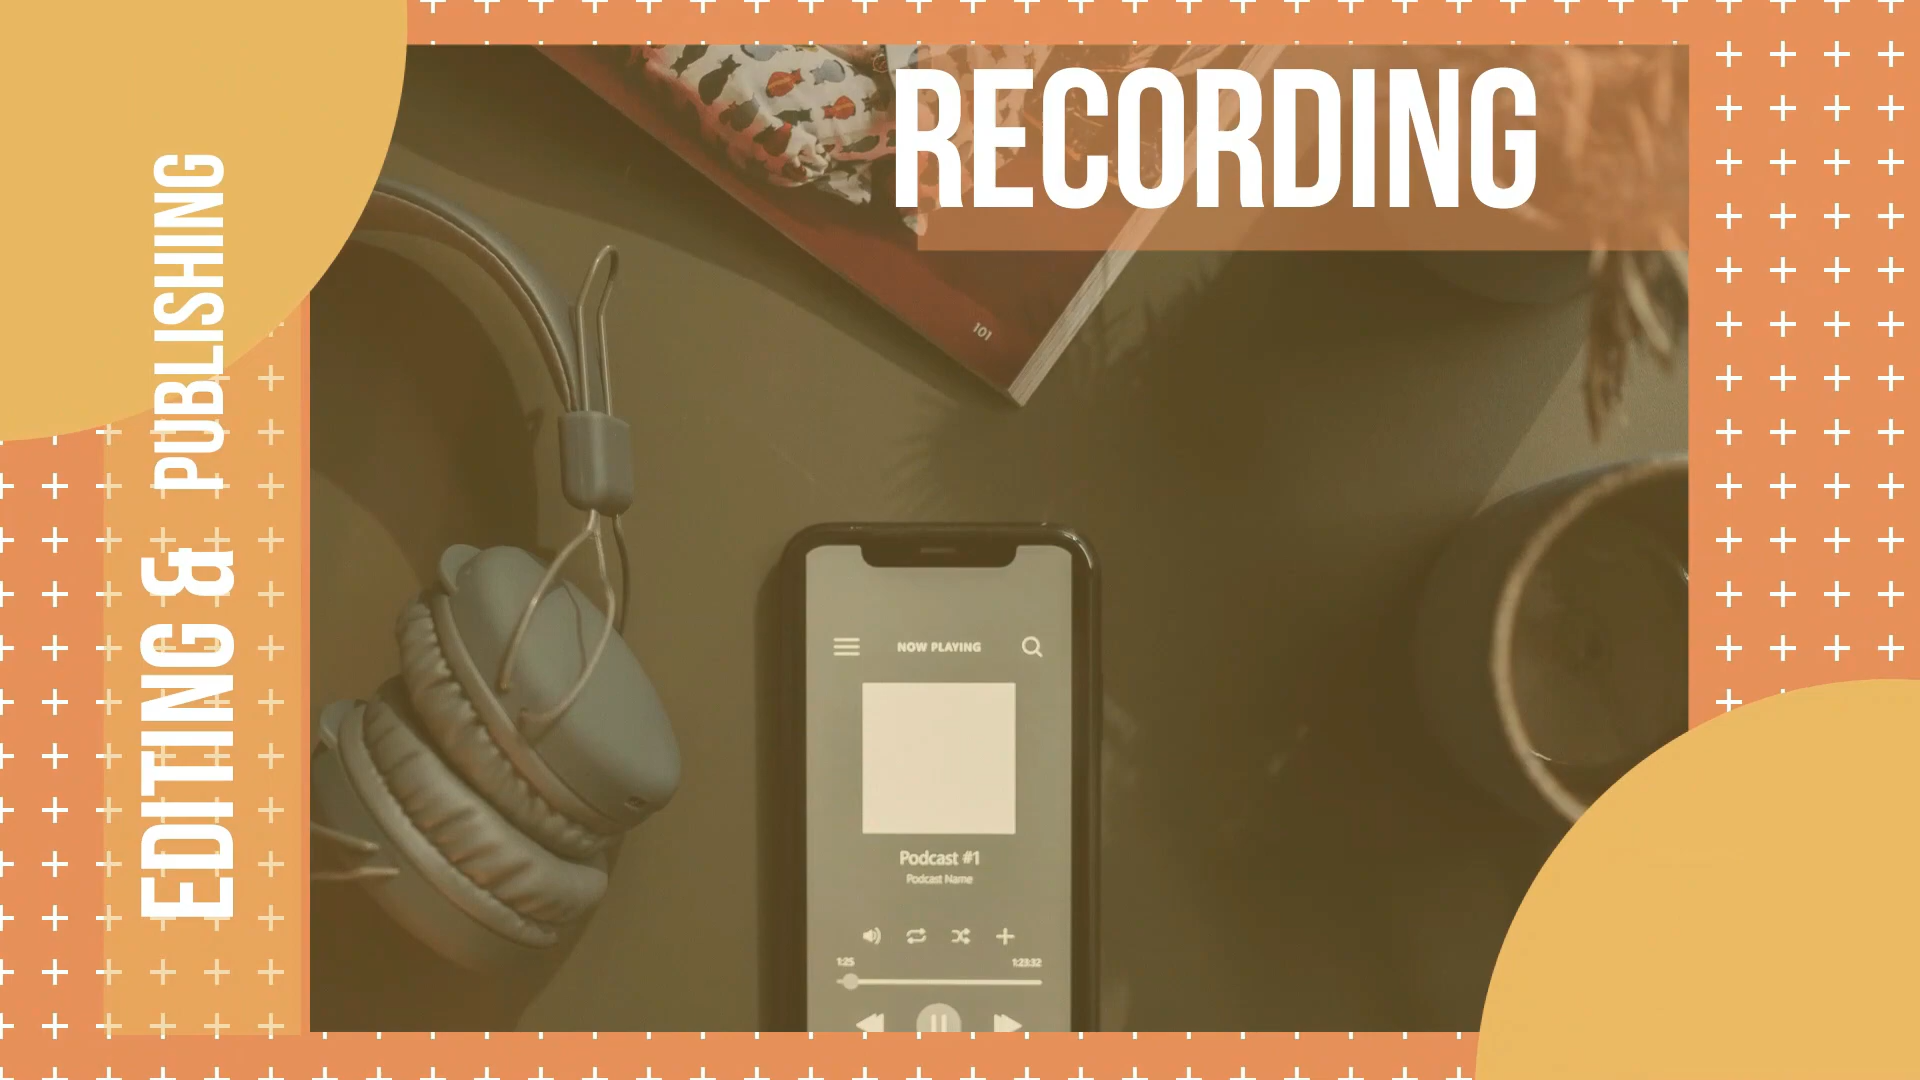 RECORDING
EDITING & PUBLISHING
101
NOW PLAYING
Podcast #1
Podcast Name
1:25
1:23:32